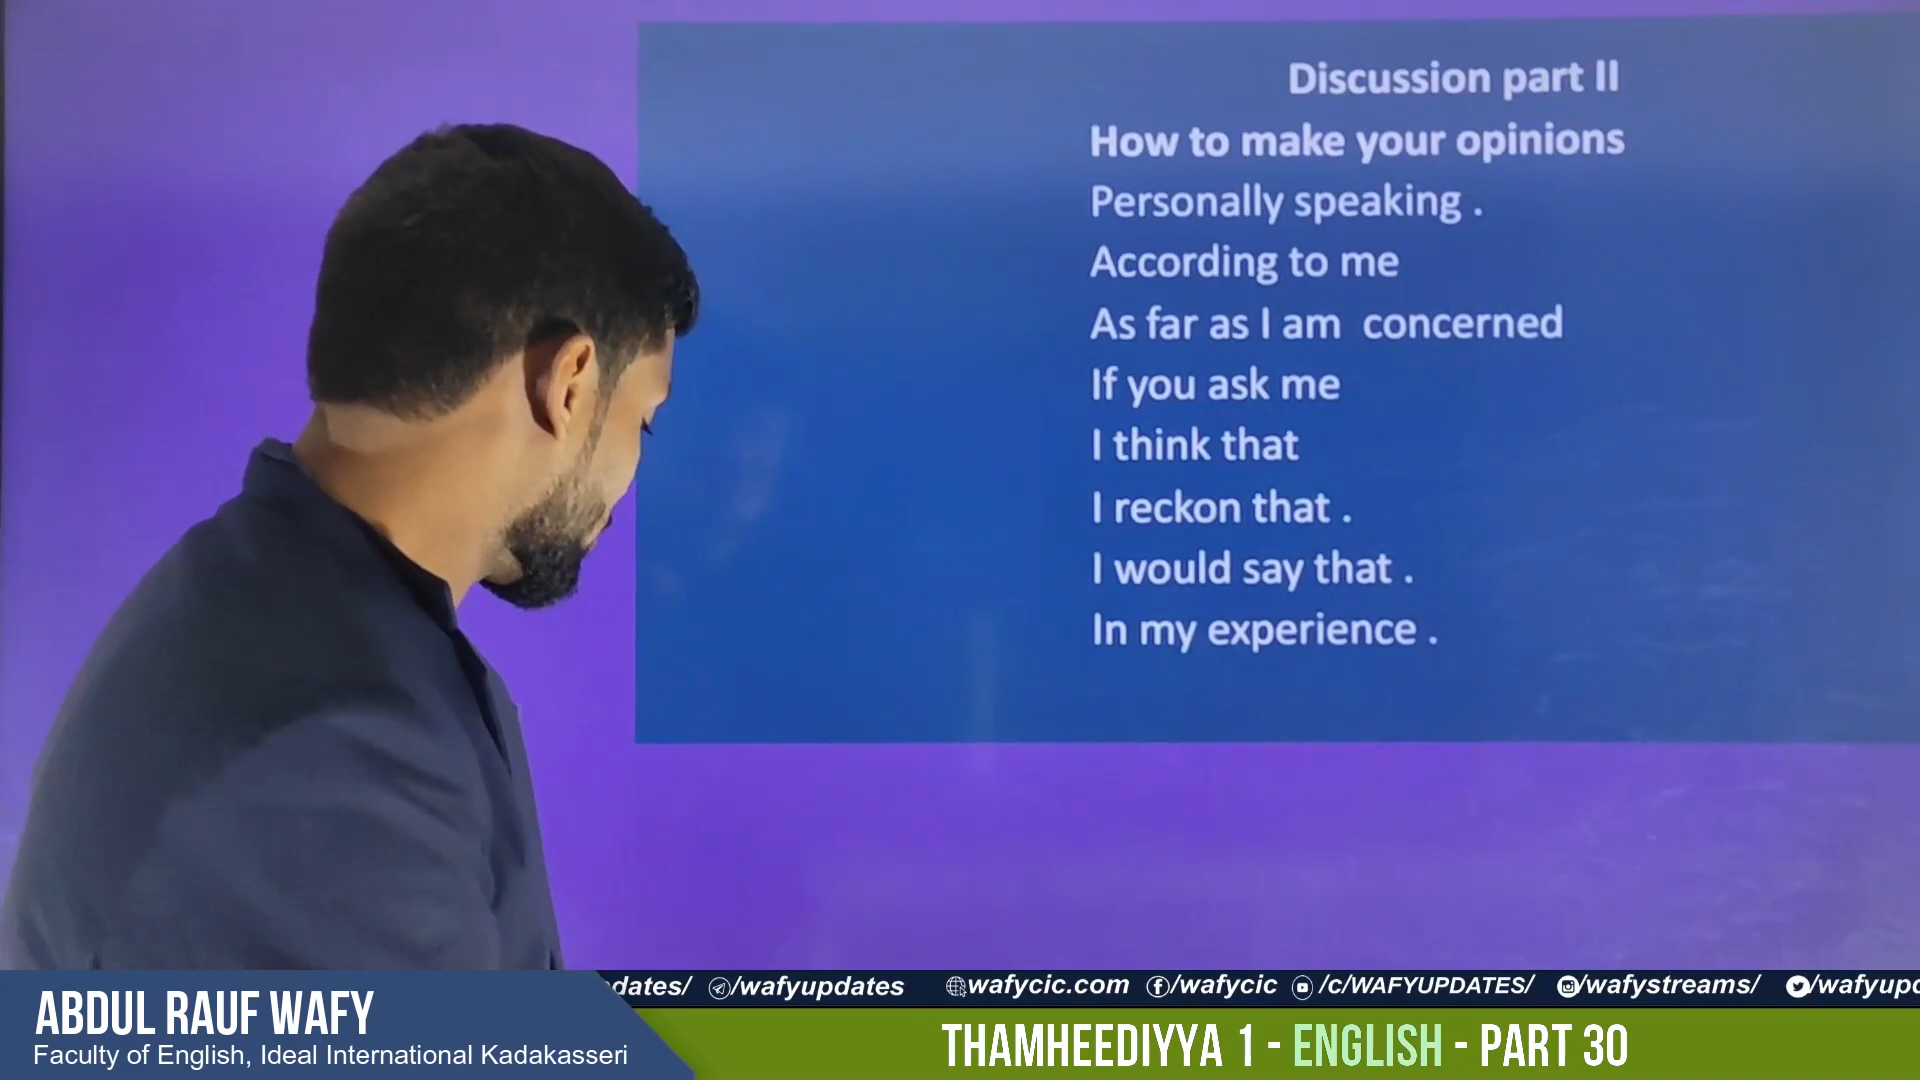 Discussion part II
How to make your opinions
Personally speaking .
According to me
As far as I am concerned
If you ask me
I think that
I reckon that .
I would say that .
In my experience .
dates/ /wafyupdates wafycic.com /wafycic /c/WAFYUPDATES/ /wafystreams/
ABDUL RAUF WAFY
Faculty of English, Ideal International Kadakasseri
THAMHEEDIYYA 1 - ENGLISH - PART 30